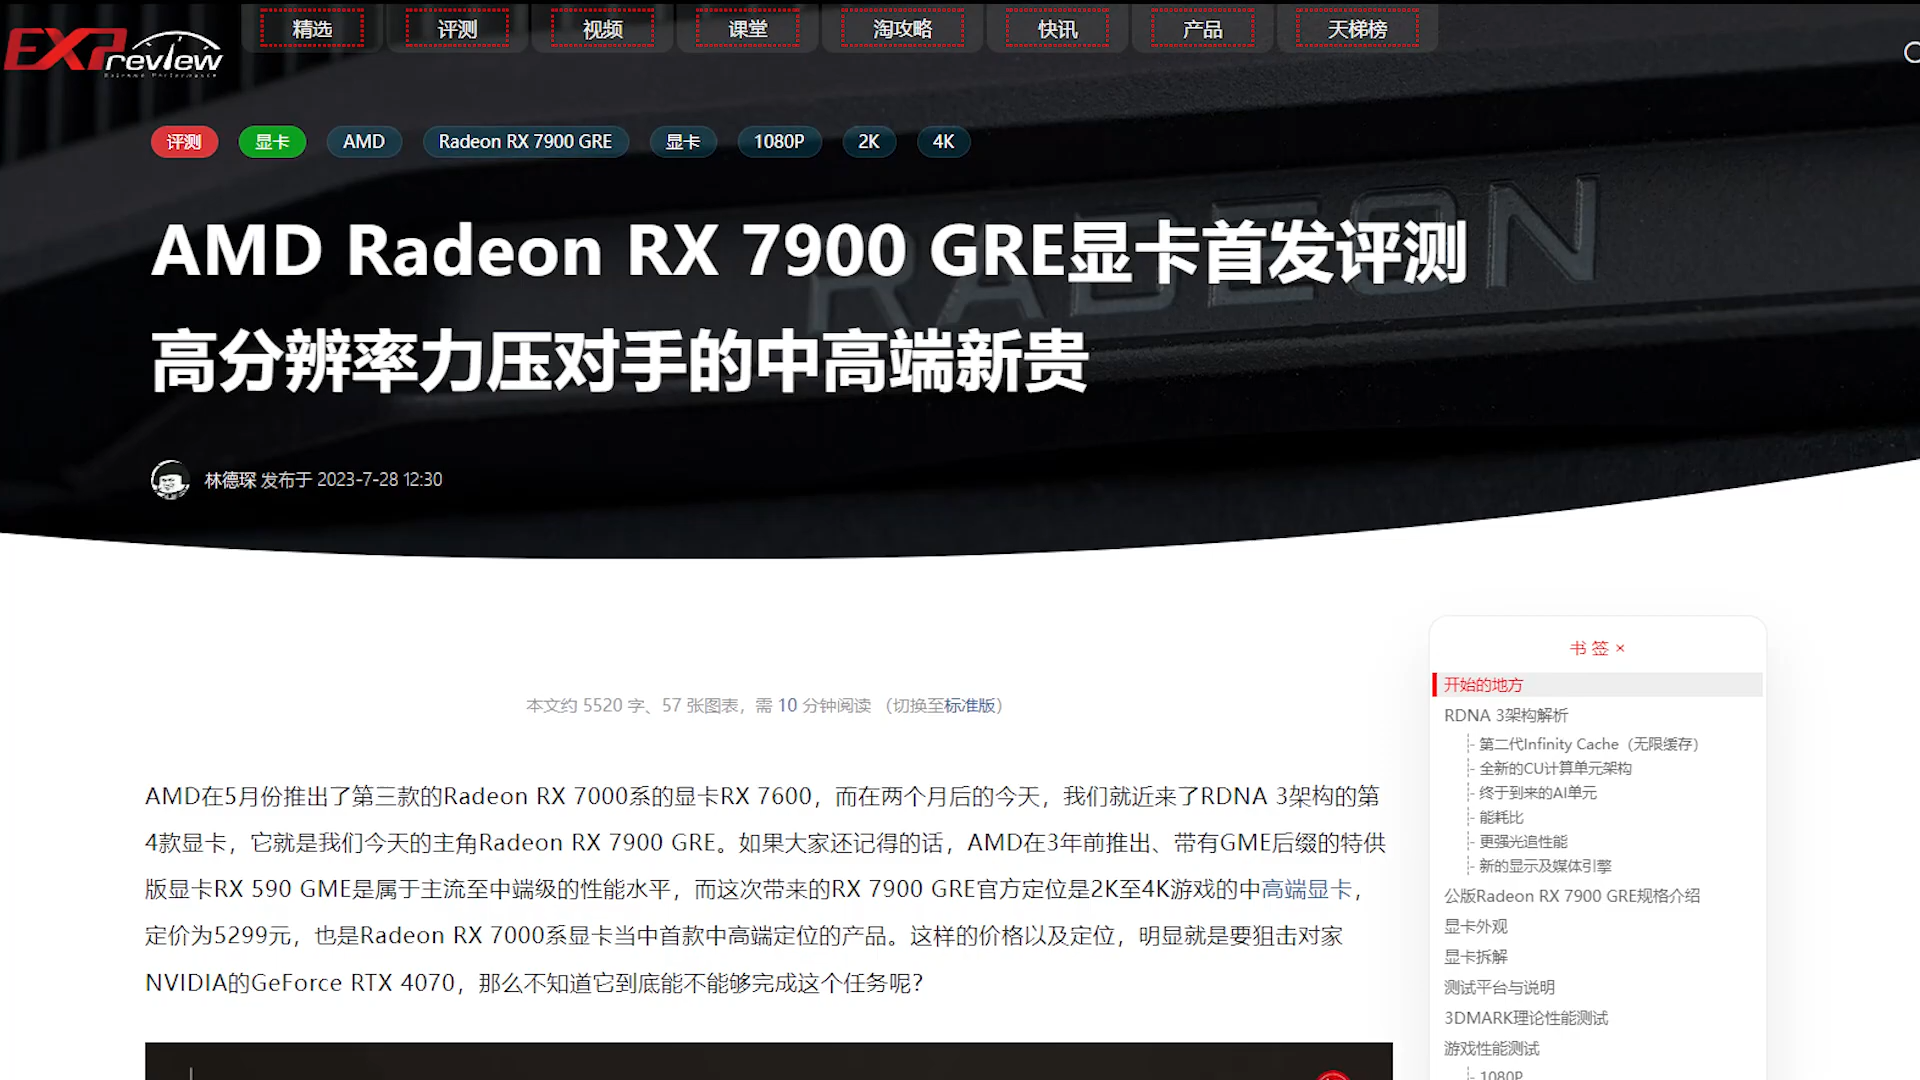 EXPreview
Extreme Performance
精选 评测 视频 课堂 淘攻略 快讯 产品 天梯榜
评测 显卡 AMD Radeon RX 7900 GRE 显卡 1080P 2K 4K
RADEON
AMD Radeon RX 7900 GRE显卡首发评测
高分辨率力压对手的中高端新贵
林德琛 发布于 2023-7-28 12:30
本文约 5520 字、57 张图表，需 10 分钟阅读 （切换至标准版）
AMD在5月份推出了第三款的Radeon RX 7000系的显卡RX 7600，而在两个月后的今天，我们就近来了RDNA 3架构的第
4款显卡，它就是我们今天的主角Radeon RX 7900 GRE。如果大家还记得的话，AMD在3年前推出、带有GME后缀的特供
版显卡RX 590 GME是属于主流至中端级的性能水平，而这次带来的RX 7900 GRE官方定位是2K至4K游戏的中高端显卡，
定价为5299元，也是Radeon RX 7000系显卡当中首款中高端定位的产品。这样的价格以及定位，明显就是要狙击对家
NVIDIA的GeForce RTX 4070，那么不知道它到底能不能够完成这个任务呢？
书 签 ×
开始的地方
RDNA 3架构解析
第二代Infinity Cache（无限缓存）
全新的CU计算单元架构
终于到来的AI单元
能耗比
更强光追性能
新的显示及媒体引擎
公版Radeon RX 7900 GRE规格介绍
显卡外观
显卡拆解
测试平台与说明
3DMARK理论性能测试
游戏性能测试
1080P